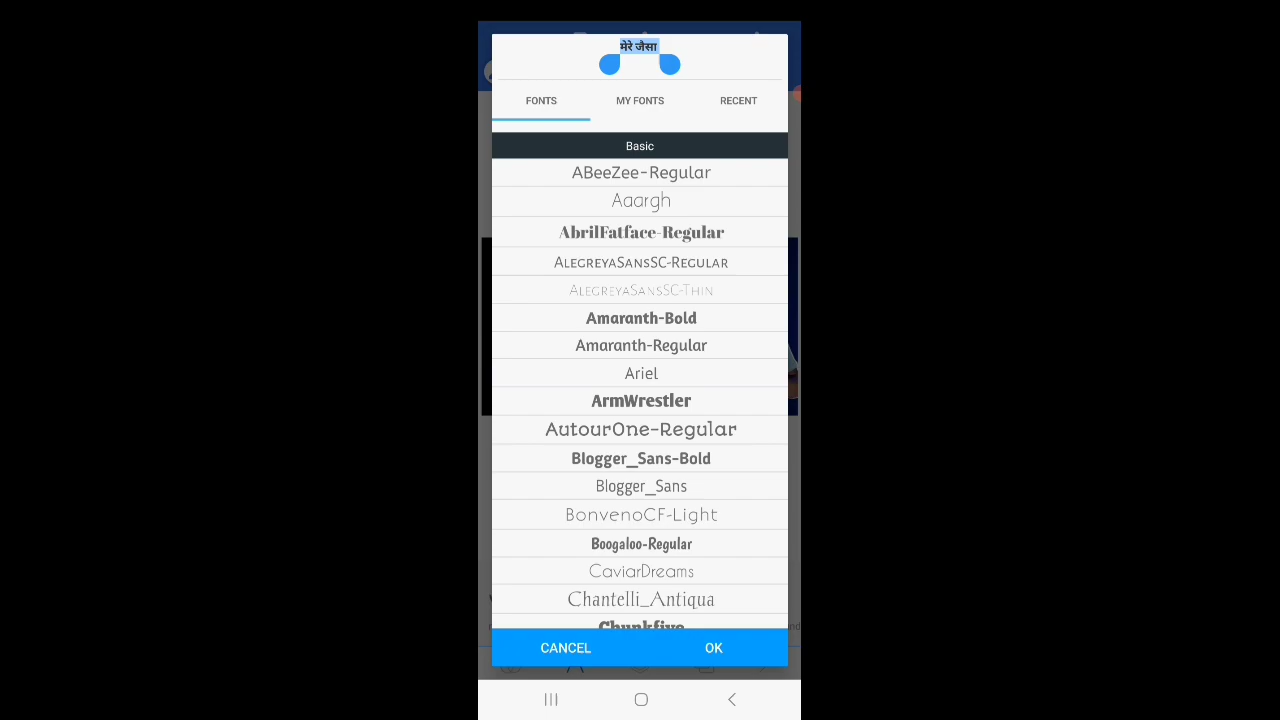 मेरे जैसा
FONTS MY FONTS RECENT
Basic
ABeeZee-Regular
Aaargh
AbrilFatface-Regular
AlegreyaSansSC-Regular
AlegreyaSansSC-Thin
Amaranth-Bold
Amaranth-Regular
Ariel
ArmWrestler
AutourOne-Regular
Blogger_Sans-Bold
Blogger_Sans
BonvenoCF-Light
Boogaloo-Regular
CaviarDreams
Chantelli_Antiqua
Chunkfive
CANCEL OK